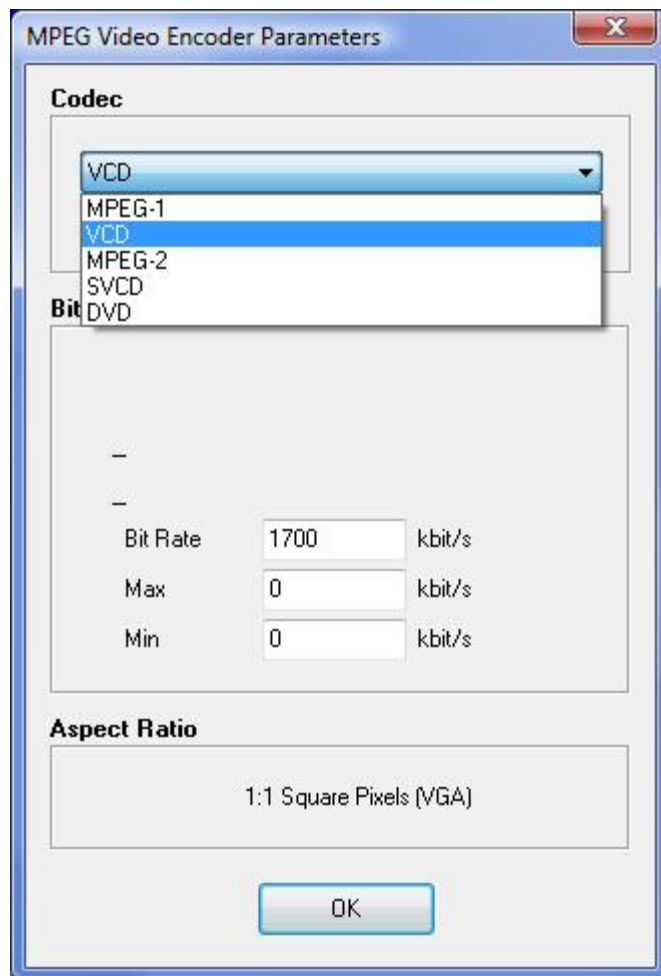 MPEG Video Encoder Parameters
Codec
VCD
MPEG-1
VCD
MPEG-2
SVCD
DVD
Bit
Bit Rate 1700 kbit/s
Max 0 kbit/s
Min 0 kbit/s
Aspect Ratio
1:1 Square Pixels (VGA)
OK